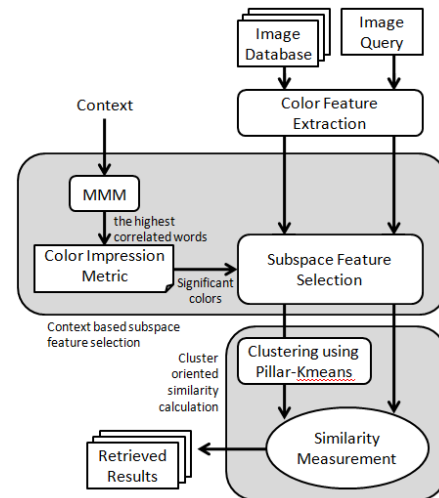 Image
Database
Image
Query
Color Feature
Extraction
Context
MMM
the highest
correlated words
Color Impression
Metric
Significant
colors
Subspace Feature
Selection
Context based subspace
feature selection
Cluster
oriented
similarity
calculation
Clustering using
Pillar-Kmeans
Similarity
Measurement
Retrieved
Results